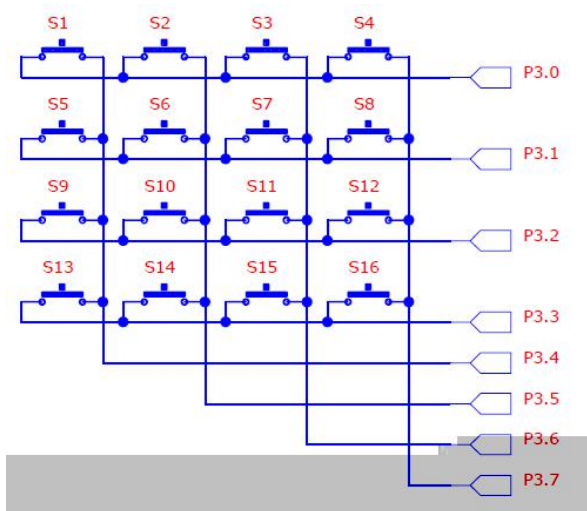 S1 S2 S3 S4
P3.0
S5 S6 S7 S8
P3.1
S9 S10 S11 S12
P3.2
S13 S14 S15 S16
P3.3
P3.4
P3.5
P3.6
P3.7